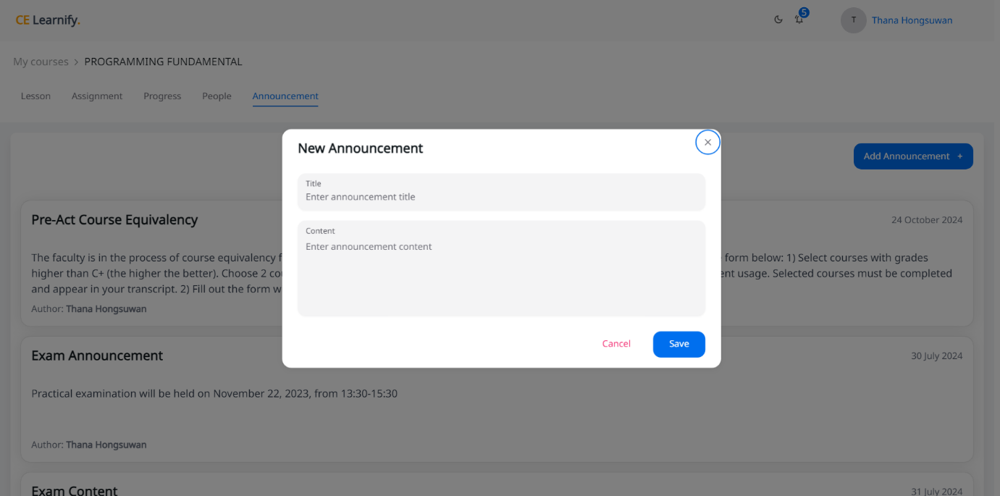 CE Learnify.
5
T
Thana Hongsuwan
My courses > PROGRAMMING FUNDAMENTAL
Lesson Assignment Progress People Announcement
New Announcement
Add Announcement +
Title
Enter announcement title
Content
Enter announcement content
Cancel
Save
Pre-Act Course Equivalency
24 October 2024
The faculty is in the process of course equivalency form below: 1) Select courses with grades
higher than C+ (the higher the better). Choose 2 usage. Selected courses must be completed
and appear in your transcript. 2) Fill out the form
Author: Thana Hongsuwan
Exam Announcement
30 July 2024
Practical examination will be held on November 22, 2023, from 13:30-15:30
Author: Thana Hongsuwan
Exam Content
31 July 2024